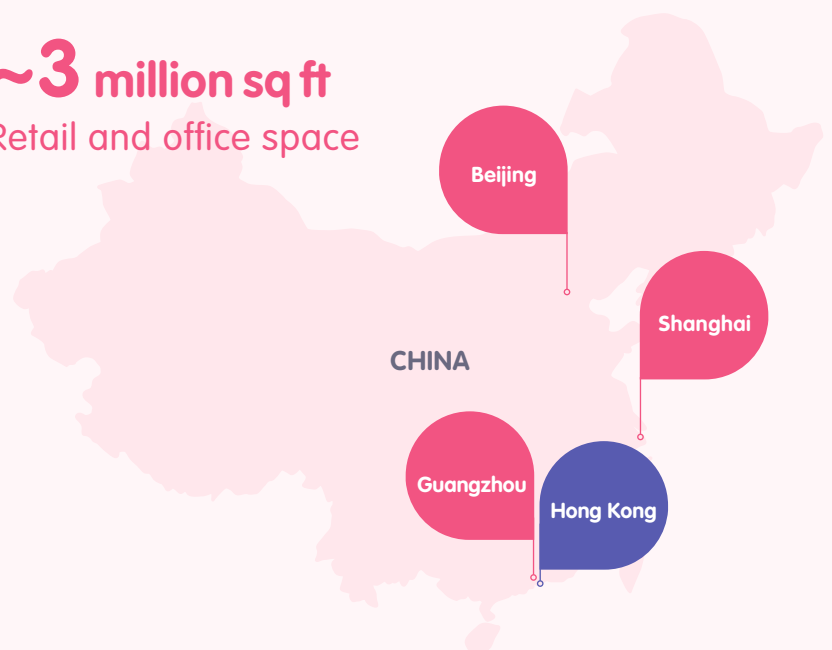 ~3 million sq ft
Retail and office space
Beijing
Shanghai
CHINA
Guangzhou
Hong Kong